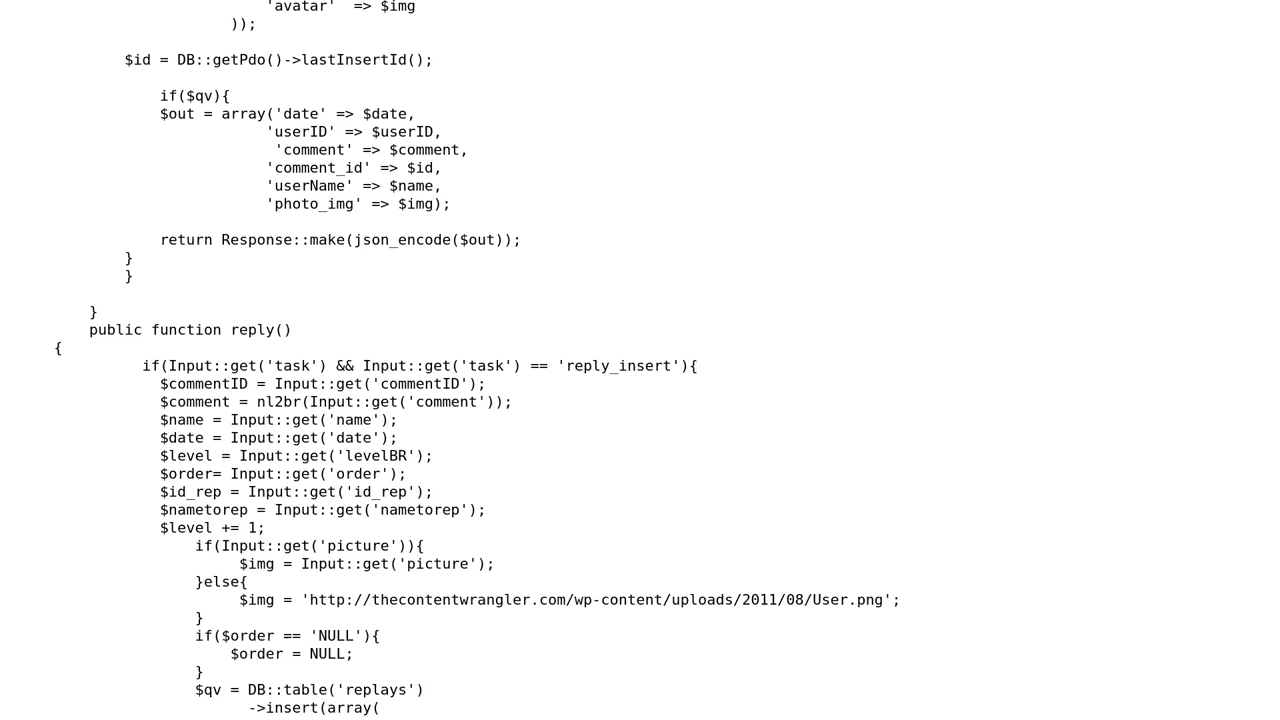 'avatar'  => $img
));
$id = DB::getPdo()->lastInsertId();
if($qv){
$out = array('date' => $date,
'userID' => $userID,
'comment' => $comment,
'comment_id' => $id,
'userName' => $name,
'photo_img' => $img);
return Response::make(json_encode($out));
}
}
}
public function reply()
{
if(Input::get('task') && Input::get('task') == 'reply_insert'){
$commentID = Input::get('commentID');
$comment = nl2br(Input::get('comment'));
$name = Input::get('name');
$date = Input::get('date');
$level = Input::get('levelBR');
$order= Input::get('order');
$id_rep = Input::get('id_rep');
$nametorep = Input::get('nametorep');
$level += 1;
if(Input::get('picture')){
$img = Input::get('picture');
}else{
$img = 'http://thecontentwrangler.com/wp-content/uploads/2011/08/User.png';
}
if($order == 'NULL'){
$order = NULL;
}
$qv = DB::table('replays')
->insert(array(